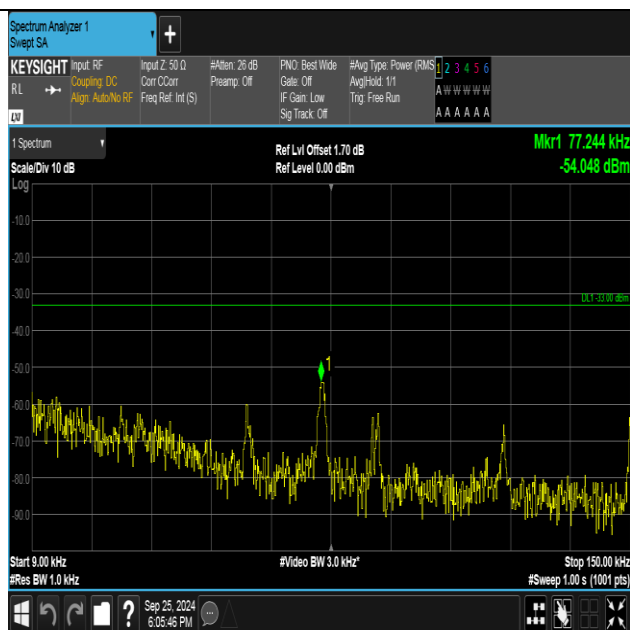 Spectrum Analyzer 1
Swept SA
+
KEYSIGHT Input: RF Input Z: 50 Ω #Atten: 26 dB PNO: Best Wide #Avg Type: Power (RMS 1 2 3 4 5 6
RL Coupling: DC Corr CCorr Preamp: Off Gate: Off Avg|Hold: 1/1 A W W W W W
Align: Auto/No RF Freq Ref: Int (S) IF Gain: Low Trig: Free Run
LXI Sig Track: Off A A A A A A
1 Spectrum Ref Lvl Offset 1.70 dB Mkr1 77.244 kHz
Scale/Div 10 dB Ref Level 0.00 dBm -54.048 dBm
Log
-10.0
-20.0
-30.0
DL1 -33.00 dBm
-40.0
-50.0
1
-60.0
-70.0
-80.0
-90.0
Start 9.00 kHz #Video BW 3.0 kHz* Stop 150.00 kHz
#Res BW 1.0 kHz #Sweep 1.00 s (1001 pts)
? Sep 25, 2024
6:05:46 PM